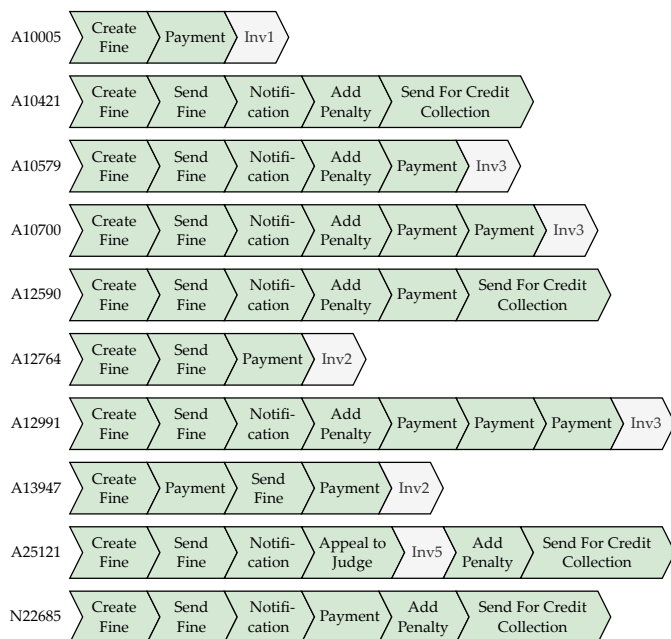 A10005 Create Fine Payment Inv1
A10421 Create Fine Send Fine Notifi-cation Add Penalty Send For Credit Collection
A10579 Create Fine Send Fine Notifi-cation Add Penalty Payment Inv3
A10700 Create Fine Send Fine Notifi-cation Add Penalty Payment Payment Inv3
A12590 Create Fine Send Fine Notifi-cation Add Penalty Payment Send For Credit Collection
A12764 Create Fine Send Fine Payment Inv2
A12991 Create Fine Send Fine Notifi-cation Add Penalty Payment Payment Payment Inv3
A13947 Create Fine Payment Send Fine Payment Inv2
A25121 Create Fine Send Fine Notifi-cation Appeal to Judge Inv5 Add Penalty Send For Credit Collection
N22685 Create Fine Send Fine Notifi-cation Payment Add Penalty Send For Credit Collection